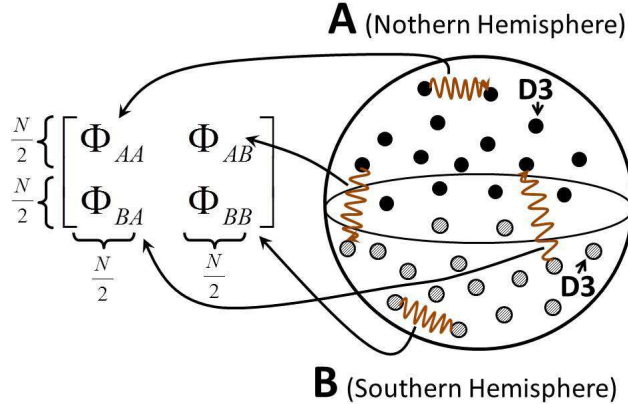 A (Nothern Hemisphere)
D3
N/2 Φ_AA Φ_AB
N/2 Φ_BA Φ_BB
N/2 N/2
D3
B (Southern Hemisphere)